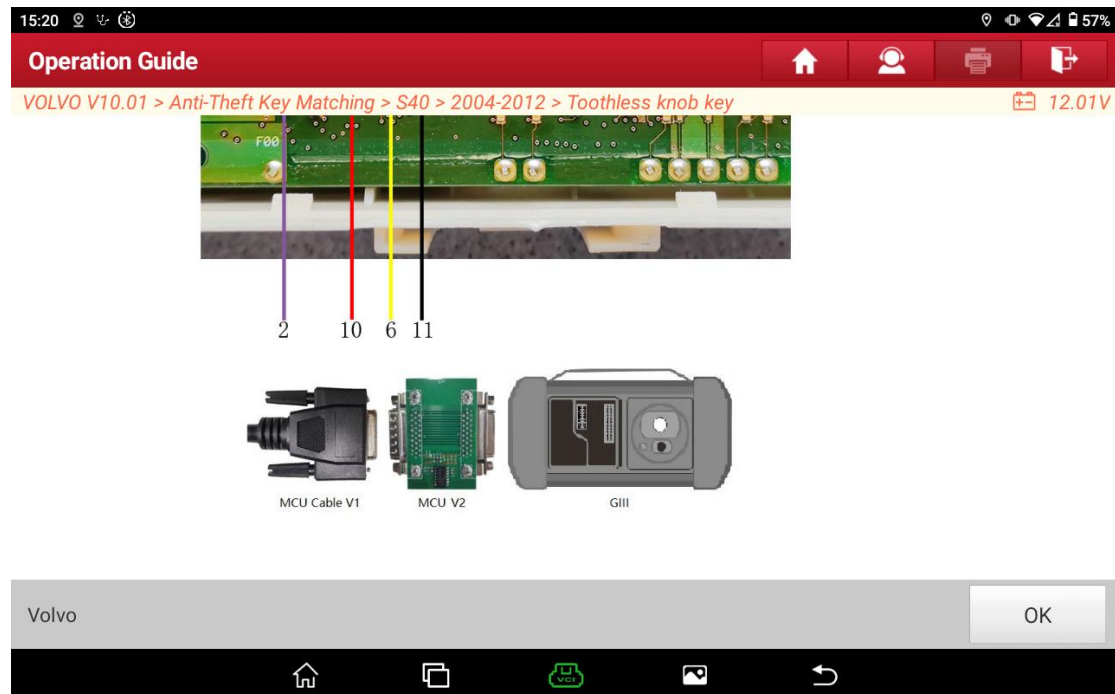 15:20 57%
Operation Guide
VOLVO V10.01 > Anti-Theft Key Matching > S40 > 2004-2012 > Toothless knob key 12.01V
F00
2 10 6 11
MCU Cable V1 MCU V2 GIII
Volvo OK
VCI